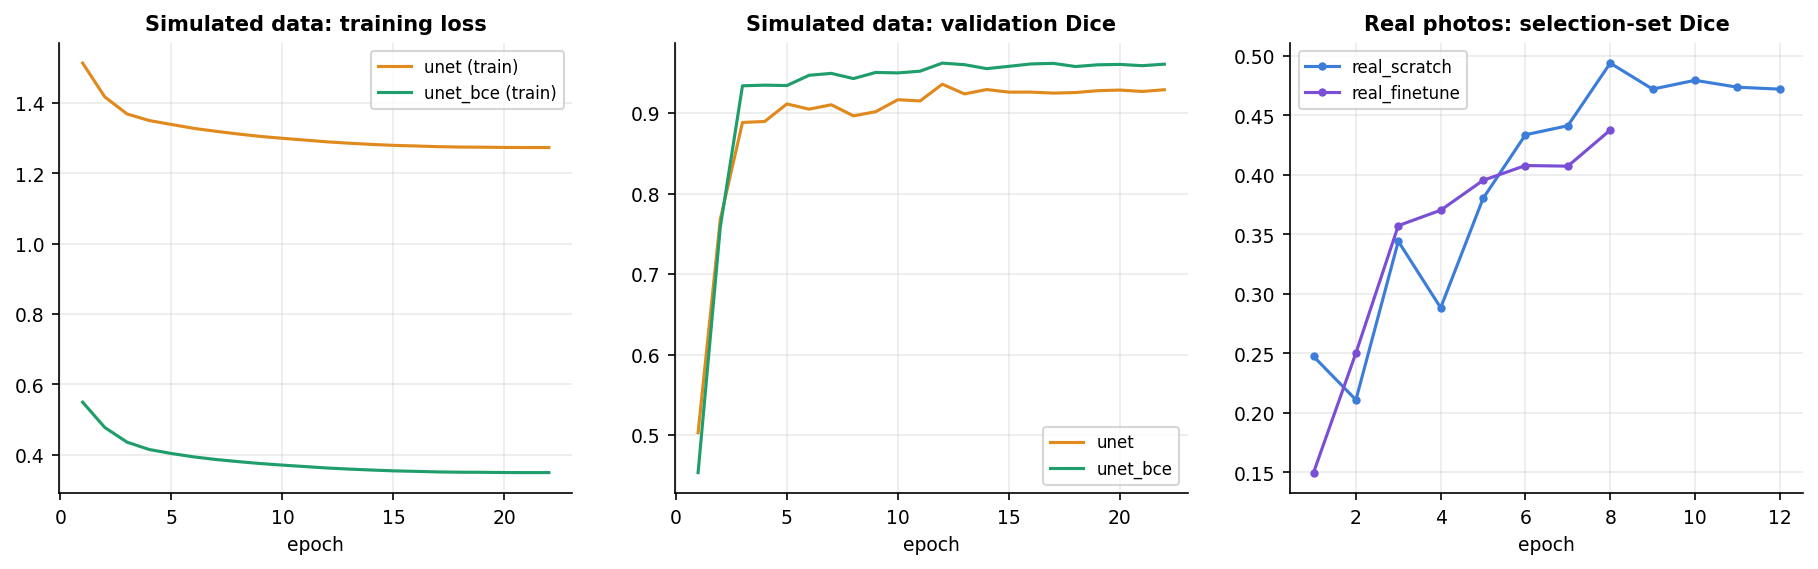 Simulated data: training loss
1.4
1.2
1.0
0.8
0.6
0.4
0
5
10
15
20
epoch
unet (train)
unet_bce (train)
Simulated data: validation Dice
0.9
0.8
0.7
0.6
0.5
0
5
10
15
20
epoch
unet
unet_bce
Real photos: selection-set Dice
0.50
0.45
0.40
0.35
0.30
0.25
0.20
0.15
2
4
6
8
10
12
epoch
real_scratch
real_finetune